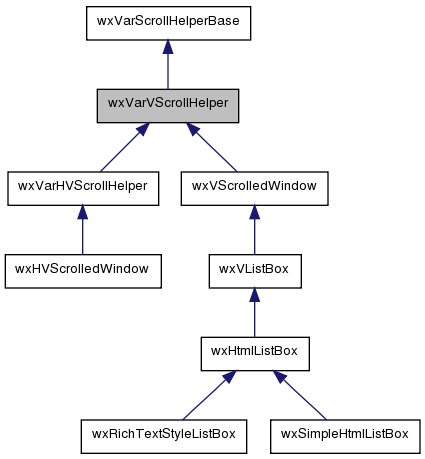 wxVarScrollHelperBase
wxVarVScrollHelper
wxVarHVScrollHelper
wxVScrolledWindow
wxHVScrolledWindow
wxVListBox
wxHtmlListBox
wxRichTextStyleListBox
wxSimpleHtmlListBox